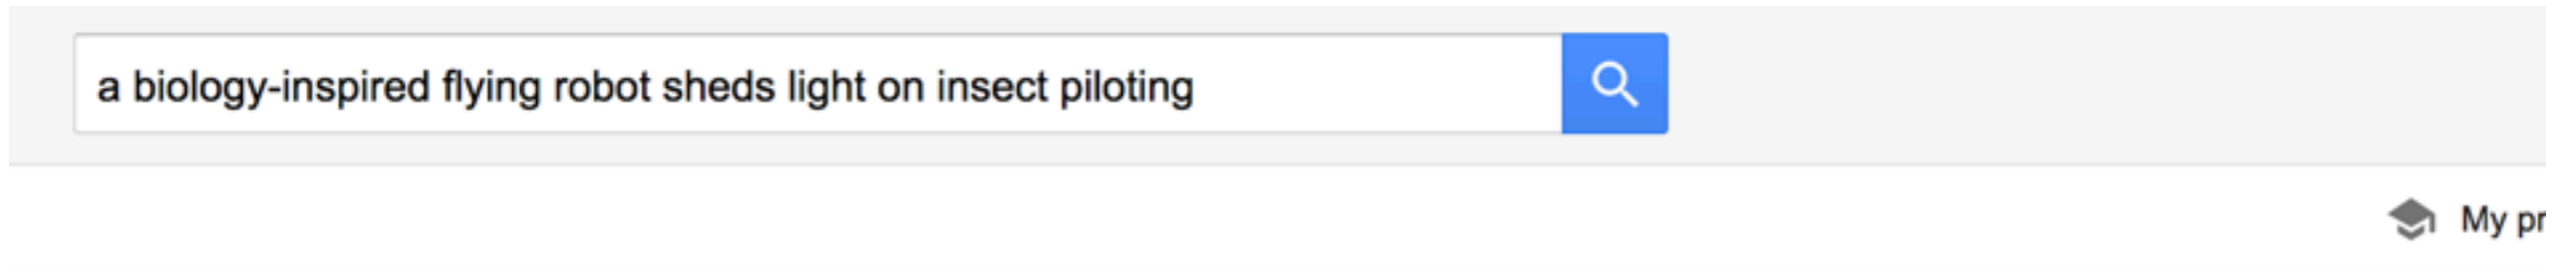 a biology-inspired flying robot sheds light on insect piloting
My pr